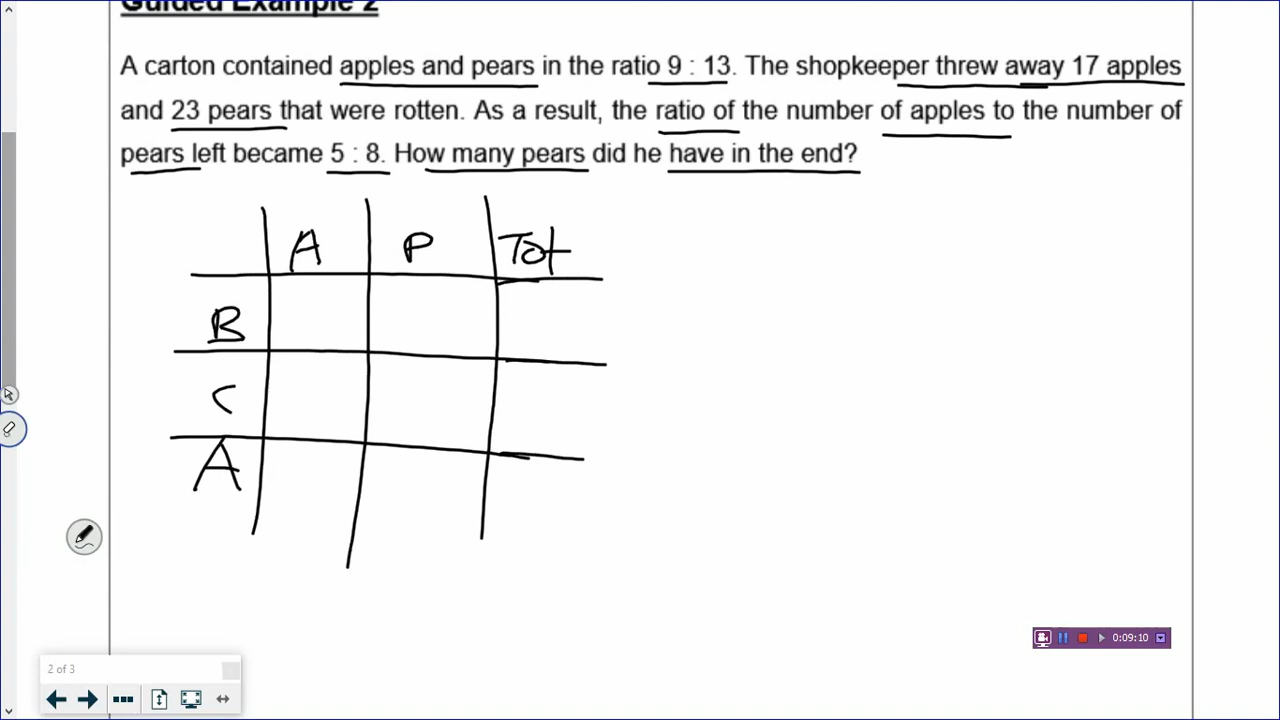 Guided Example 2
A carton contained apples and pears in the ratio 9 : 13. The shopkeeper threw away 17 apples
and 23 pears that were rotten. As a result, the ratio of the number of apples to the number of
pears left became 5 : 8. How many pears did he have in the end?
A P Tot
B
C
A
0:09:10
2 of 3